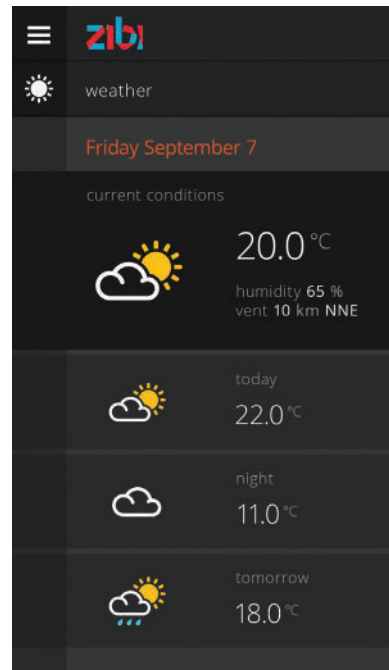 zibi
weather
Friday September 7
current conditions
20.0 °C
humidity 65 %
vent 10 km NNE
today
22.0 °C
night
11.0 °C
tomorrow
18.0 °C